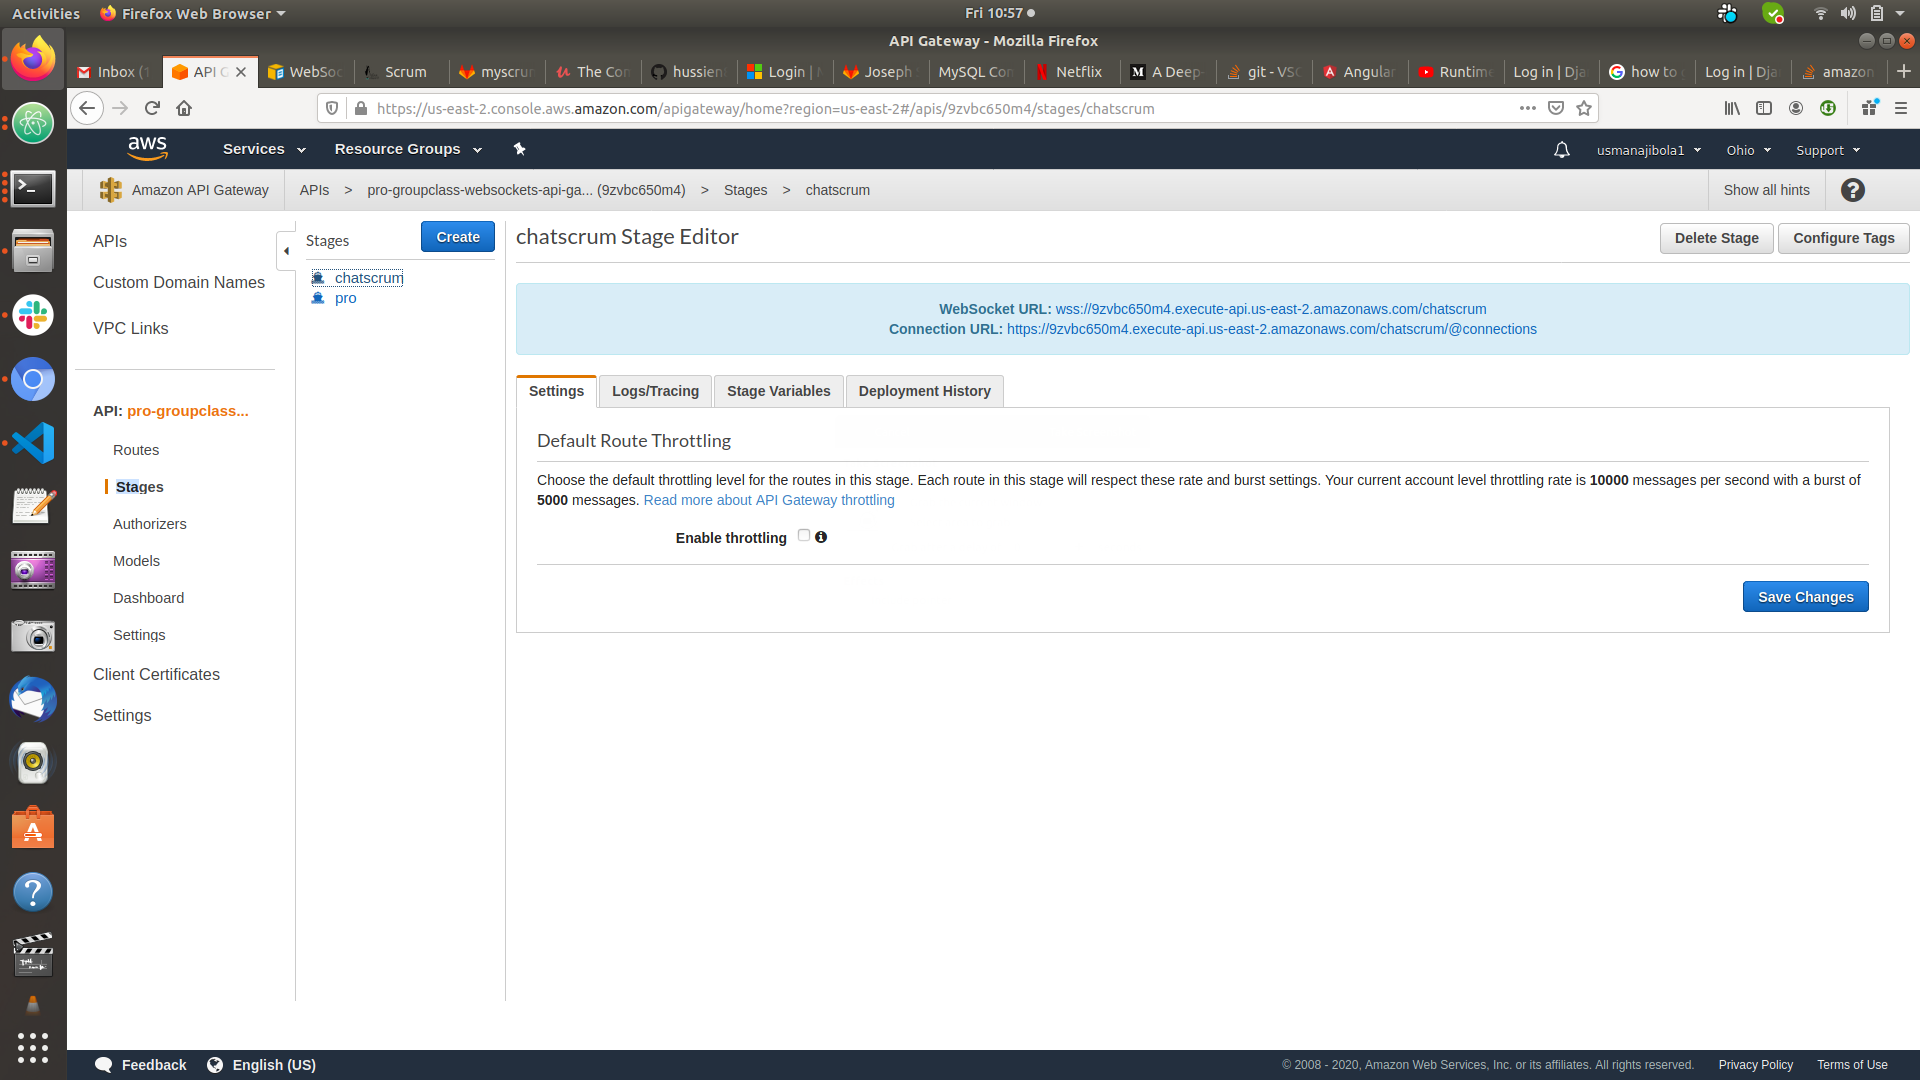 Activities
Firefox Web Browser
Fri 10:57
API Gateway - Mozilla Firefox
Inbox (1
API G
WebSoc
Scrum
myscrum
The Con
hussien
Login |
Joseph
MySQL Con
Netflix
A Deep-
git - VSC
Angular
Runtime
Log in | Dja
how to
Log in | Dja
amazon
https://us-east-2.console.aws.amazon.com/apigateway/home?region=us-east-2#/apis/9zvbc650m4/stages/chatscrum
aws
Services
Resource Groups
usmanajibola1
Ohio
Support
Amazon API Gateway
APIs > pro-groupclass-websockets-api-ga... (9zvbc650m4) > Stages > chatscrum
Show all hints
APIs
Custom Domain Names
VPC Links
API: pro-groupclass...
Routes
Stages
Authorizers
Models
Dashboard
Settings
Client Certificates
Settings
Stages
Create
chatscrum
pro
chatscrum Stage Editor
Delete Stage
Configure Tags
WebSocket URL: wss://9zvbc650m4.execute-api.us-east-2.amazonaws.com/chatscrum
Connection URL: https://9zvbc650m4.execute-api.us-east-2.amazonaws.com/chatscrum/@connections
Settings
Logs/Tracing
Stage Variables
Deployment History
Default Route Throttling
Choose the default throttling level for the routes in this stage. Each route in this stage will respect these rate and burst settings. Your current account level throttling rate is 10000 messages per second with a burst of
5000 messages. Read more about API Gateway throttling
Enable throttling
Save Changes
Feedback
English (US)
© 2008 - 2020, Amazon Web Services, Inc. or its affiliates. All rights reserved.
Privacy Policy
Terms of Use